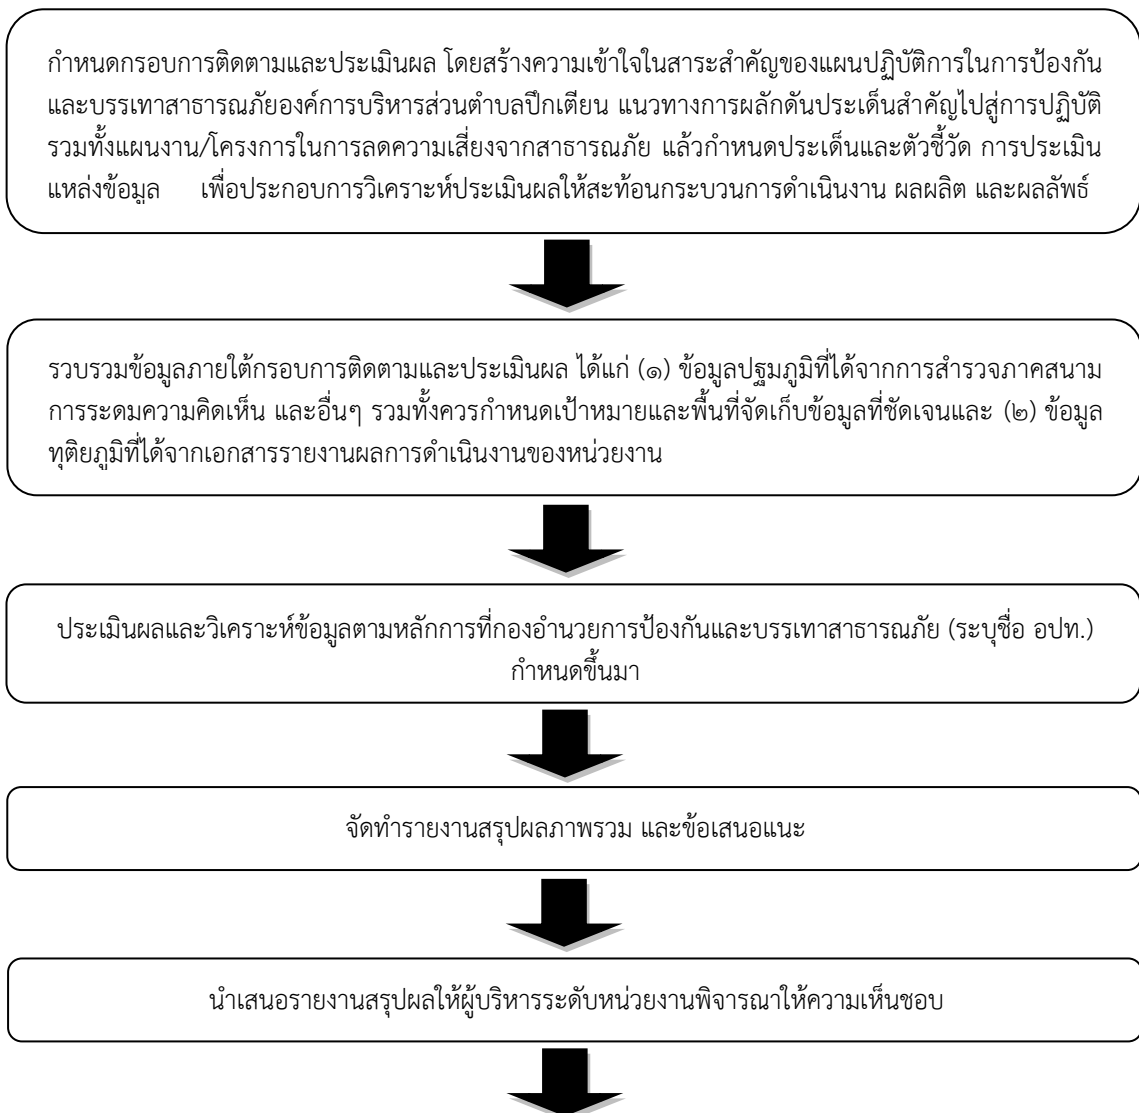 กำหนดกรอบการติดตามและประเมินผล โดยสร้างความเข้าใจในสาระสำคัญของแผนปฏิบัติการในการป้องกัน
และบรรเทาสาธารณภัยองค์การบริหารส่วนตำบลปึกเตียน แนวทางการผลักดันประเด็นสำคัญไปสู่การปฏิบัติ
รวมทั้งแผนงาน/โครงการในการลดความเสี่ยงจากสาธารณภัย แล้วกำหนดประเด็นและตัวชี้วัด การประเมิน
แหล่งข้อมูล เพื่อประกอบการวิเคราะห์ประเมินผลให้สะท้อนกระบวนการดำเนินงาน ผลผลิต และผลลัพธ์
รวบรวมข้อมูลภายใต้กรอบการติดตามและประเมินผล ได้แก่ (๑) ข้อมูลปฐมภูมิที่ได้จากการสำรวจภาคสนาม
การระดมความคิดเห็น และอื่นๆ รวมทั้งควรกำหนดเป้าหมายและพื้นที่จัดเก็บข้อมูลที่ชัดเจนและ (๒) ข้อมูล
ทุติยภูมิที่ได้จากเอกสารรายงานผลการดำเนินงานของหน่วยงาน
ประเมินผลและวิเคราะห์ข้อมูลตามหลักการที่กองอำนวยการป้องกันและบรรเทาสาธารณภัย (ระบุชื่อ อปท.)
กำหนดขึ้นมา
จัดทำรายงานสรุปผลภาพรวม และข้อเสนอแนะ
นำเสนอรายงานสรุปผลให้ผู้บริหารระดับหน่วยงานพิจารณาให้ความเห็นชอบ